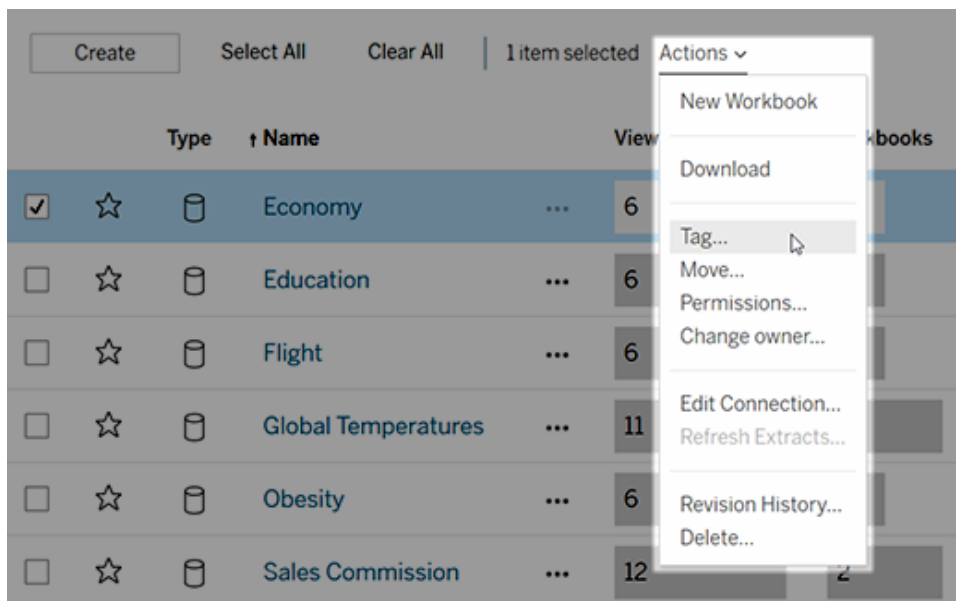 Create Select All Clear All 1 item selected Actions
New Workbook
Type ↑ Name View kbooks
Download
Economy ... 6
Tag...
Move...
Education ... 6
Permissions...
Change owner...
Flight ... 6
Edit Connection...
Global Temperatures ... 11
Refresh Extracts...
Obesity ... 6
Revision History...
Delete...
Sales Commission ... 12 2